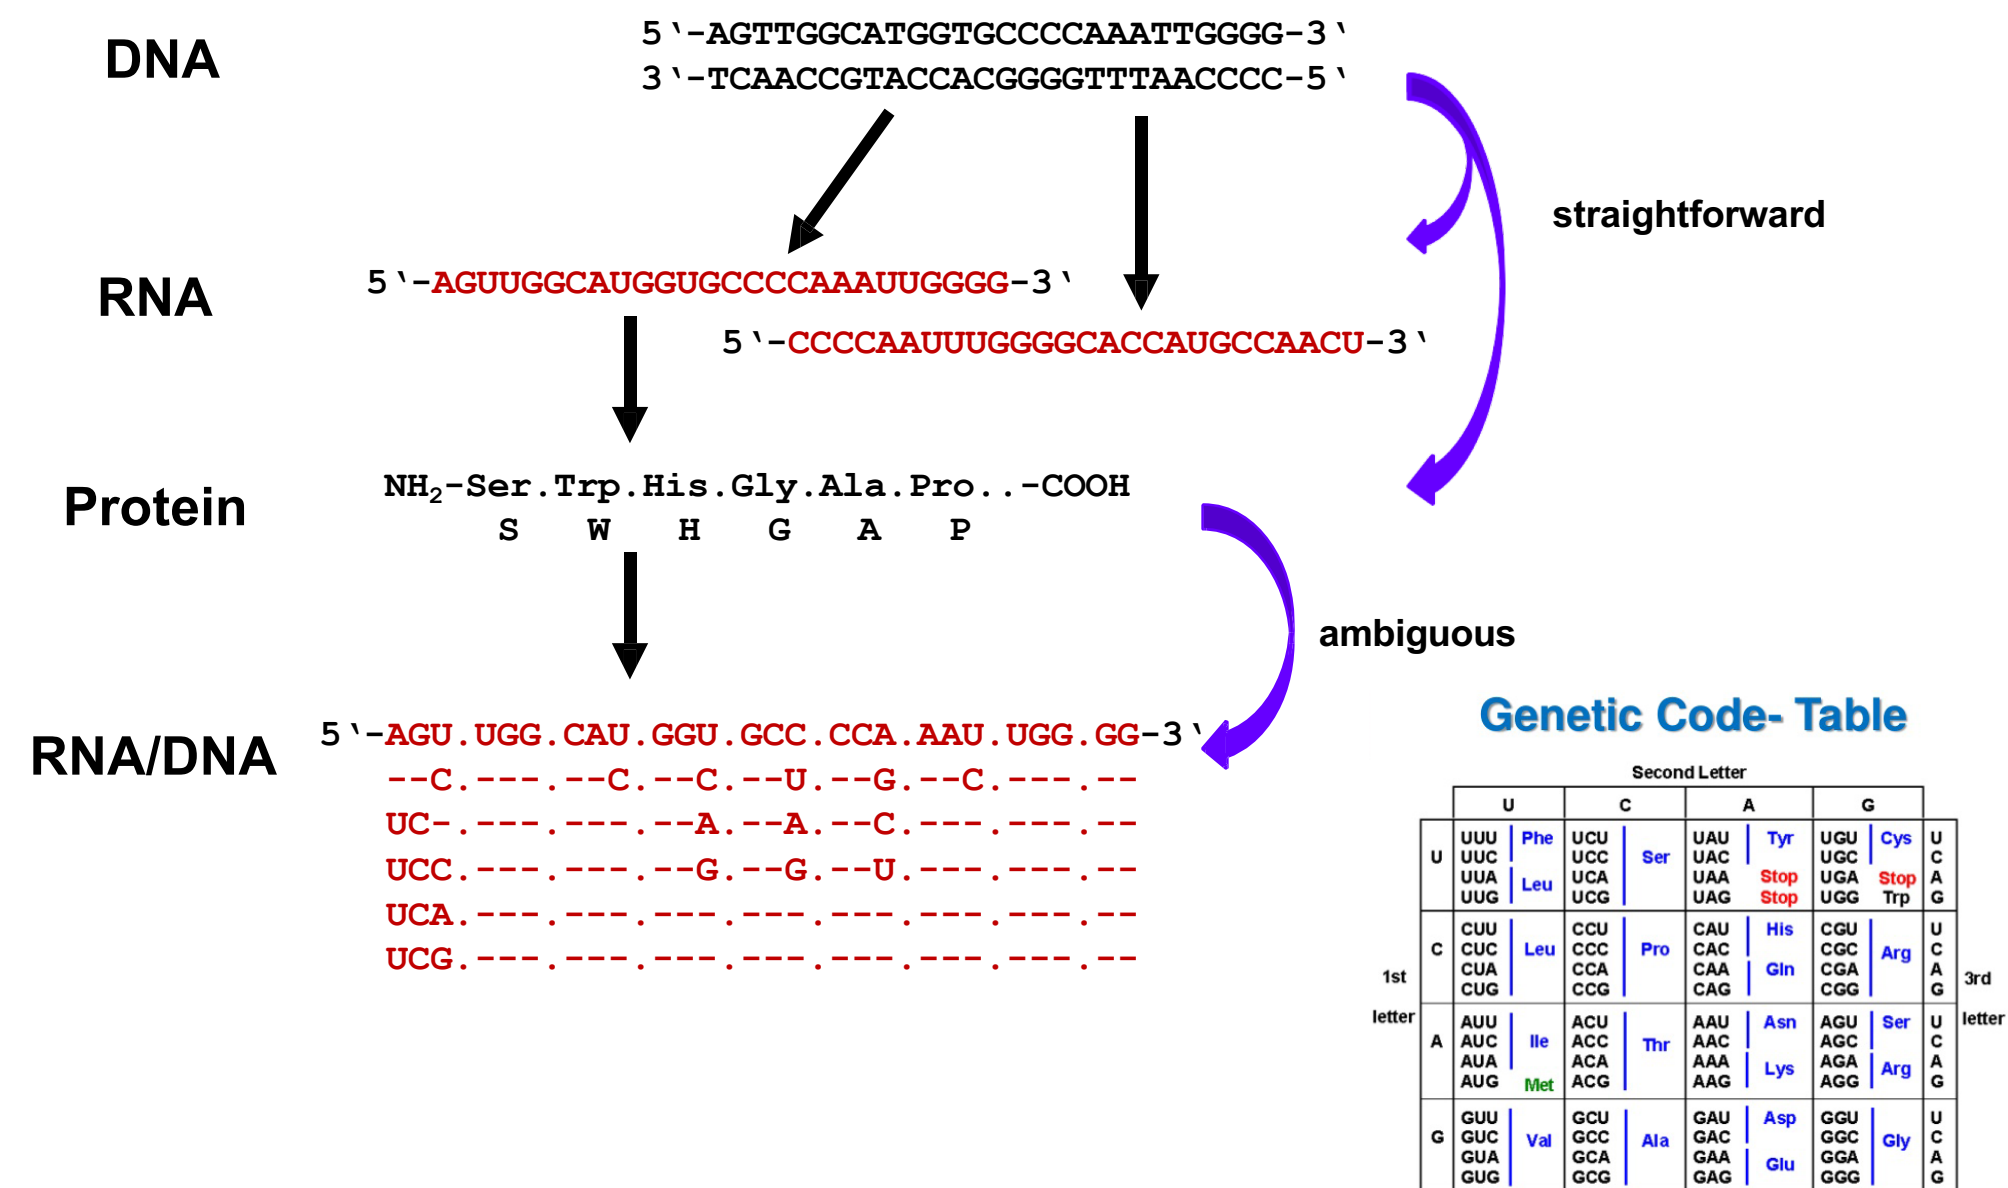 DNA
5‵-AGTTGGCATGGTGCCCCAAATTGGGG-3‵
3‵-TCAACCGTACCACGGGGTTTAACCCC-5‵
straightforward
RNA
5‵-AGUUGGCAUGGUGCCCCAAAUUGGGG-3‵
5‵-CCCCAAUUUGGGGCACCAUGCCAACU-3‵
Protein
NH₂-Ser.Trp.His.Gly.Ala.Pro..-COOH
S W H G A P
ambiguous
RNA/DNA
5‵-AGU.UGG.CAU.GGU.GCC.CCA.AAU.UGG.GG-3‵
--C.---.--C.--C.--U.--G.--C.---.--
UC-.---.---.--A.--A.--C.---.---.--
UCC.---.---.--G.--G.--U.---.---.--
UCA.---.---.---.---.---.---.---.--
UCG.---.---.---.---.---.---.---.--
Genetic Code- Table
Second Letter
U C A G
U
UUU Phe UCU Ser UAU Tyr UGU Cys U
UUC UCC UAC UGC C
UUA Leu UCA UAA Stop UGA Stop A
UUG UCG UAG Stop UGG Trp G
C
CUU Leu CCU Pro CAU His CGU Arg U
CUC CCC CAC CGC C
CUA CCA CAA Gln CGA A
CUG CCG CAG CGG G
1st letter
3rd letter
A
AUU Ile ACU Thr AAU Asn AGU Ser U
AUC ACC AAC AGC C
AUA ACA AAA Lys AGA Arg A
AUG Met ACG AAG AGG G
G
GUU Val GCU Ala GAU Asp GGU Gly U
GUC GCC GAC GGC C
GUA GCA GAA Glu GGA A
GUG GCG GAG GGG G